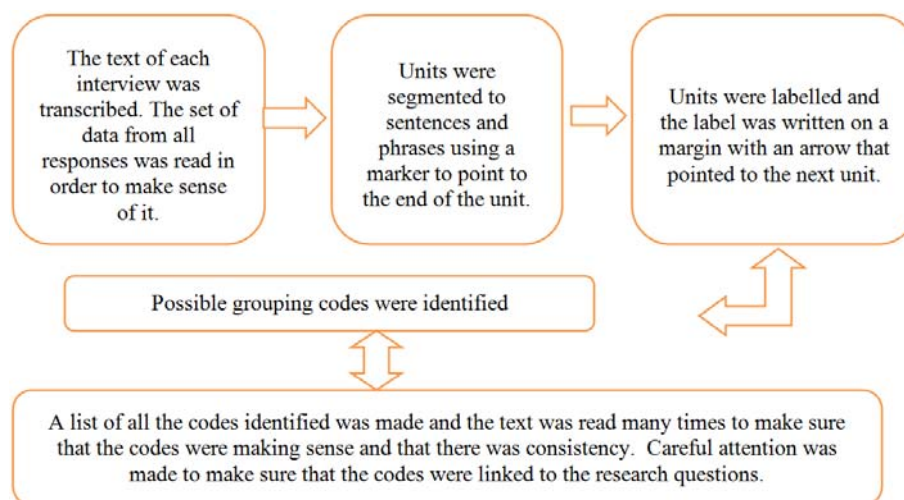 The text of each
interview was
transcribed. The set of
data from all
responses was read in
order to make sense
of it.
Units were
segmented to
sentences and
phrases using a
marker to point to
the end of the unit.
Units were labelled and
the label was written on a
margin with an arrow that
pointed to the next unit.
Possible grouping codes were identified
A list of all the codes identified was made and the text was read many times to make sure
that the codes were making sense and that there was consistency.  Careful attention was
made to make sure that the codes were linked to the research questions.